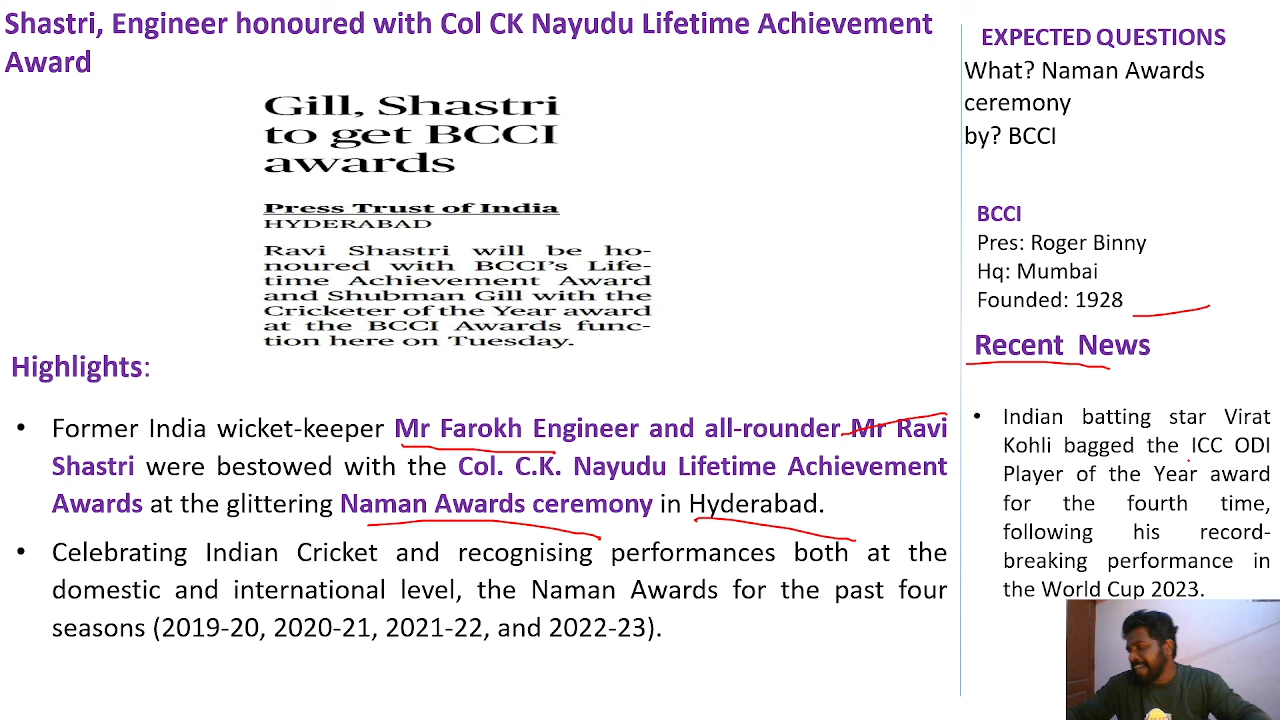 Shastri, Engineer honoured with Col CK Nayudu Lifetime Achievement
Award
Gill, Shastri
to get BCCI
awards
Press Trust of India
HYDERABAD
Ravi Shastri will be ho-
noured with BCCI's Life-
time Achievement Award
and Shubman Gill with the
Cricketer of the Year award
at the BCCI Awards func-
tion here on Tuesday.
Highlights:
• Former India wicket-keeper Mr Farokh Engineer and all-rounder Mr Ravi
Shastri were bestowed with the Col. C.K. Nayudu Lifetime Achievement
Awards at the glittering Naman Awards ceremony in Hyderabad.
• Celebrating Indian Cricket and recognising performances both at the
domestic and international level, the Naman Awards for the past four
seasons (2019-20, 2020-21, 2021-22, and 2022-23).
EXPECTED QUESTIONS
What? Naman Awards
ceremony
by? BCCI
BCCI
Pres: Roger Binny
Hq: Mumbai
Founded: 1928
Recent News
• Indian batting star Virat
Kohli bagged the ICC ODI
Player of the Year award
for the fourth time,
following his record-
breaking performance in
the World Cup 2023.